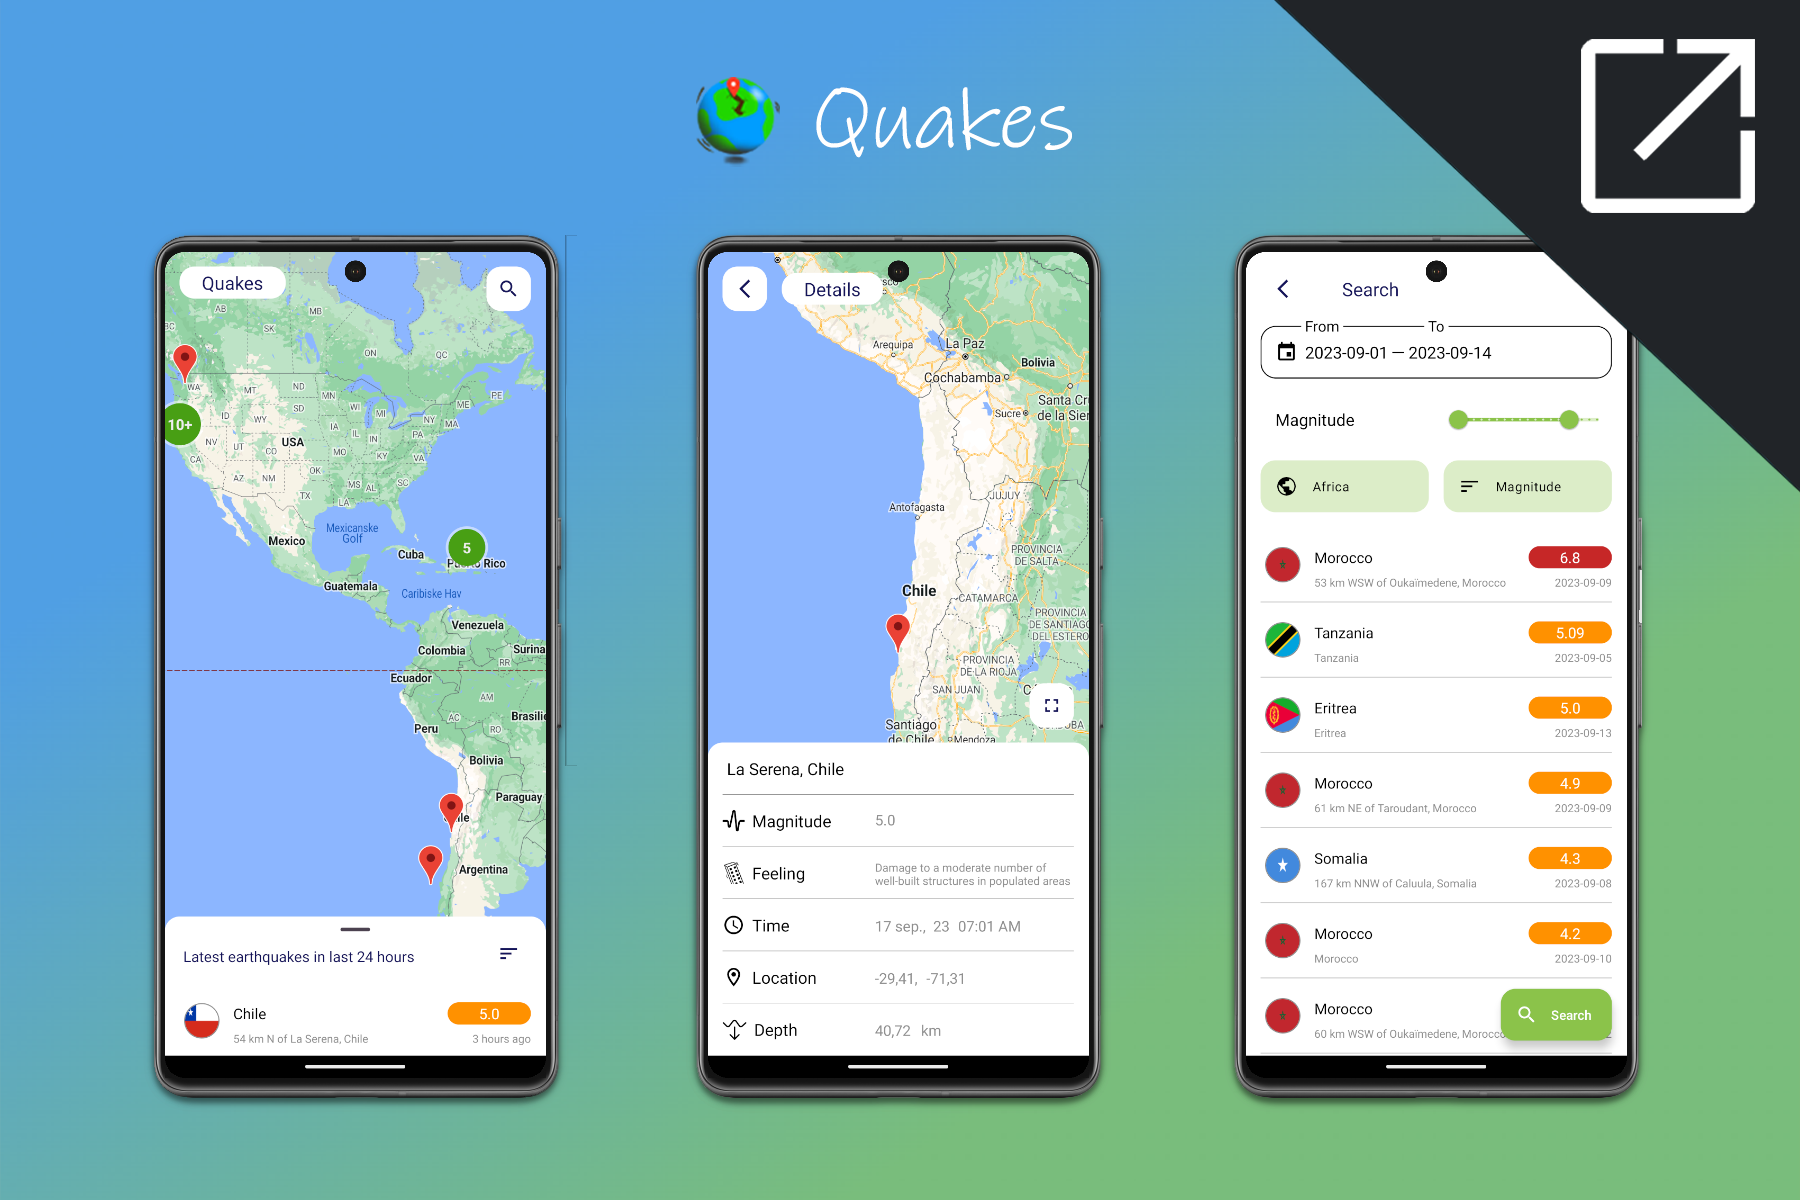 Quakes
Quakes
AB
MB
BC
SK
ON
QC
WA
MT
ND
MN
PE
ME
ID
WY
SD
WI
MI
NY
MA
10+
IA
IL
IN
PA
NV
UT
CO
USA
MO
KY
VA
CA
OK
AZ
NM
MS
AL
SC
TX
LA
Mexicanske
Golf
Mexico
Cuba
5
Rico
Guatemala
Caribiske Hav
Venezuela
Colombia
Surina
RR
Ecuador
AM
AC
Brasilie
Peru
RO
Bolivia
Paraguay
Argentina
Latest earthquakes in last 24 hours
Chile
5.0
54 km N of La Serena, Chile
3 hours ago
Details
Arequipa
La Paz
Bolivia
Cochabamba
Santa Cru
de la Sier
Sucre
JUJUY
Antofagasta
PROVINCIA
DE SALTA
Chile
CATAMARCA
PROVINCIA
DE SANTIAGO
DEL ESTERO
PROVINCIA
DE LA RIOJA
SAN JUAN
Santiago
de Chile
Mendoza
La Serena, Chile
Magnitude
5.0
Feeling
Damage to a moderate number of
well-built structures in populated areas
Time
17 sep., 23 07:01 AM
Location
-29,41, -71,31
Depth
40,72 km
Search
From
To
2023-09-01 — 2023-09-14
Magnitude
Africa
Magnitude
Morocco
6.8
53 km WSW of Oukaïmedene, Morocco
2023-09-09
Tanzania
5.09
Tanzania
2023-09-05
Eritrea
5.0
Eritrea
2023-09-13
Morocco
4.9
61 km NE of Taroudant, Morocco
2023-09-09
Somalia
4.3
167 km NNW of Caluula, Somalia
2023-09-08
Morocco
4.2
Morocco
2023-09-10
Morocco
60 km WSW of Oukaïmedene, Morocco
Search